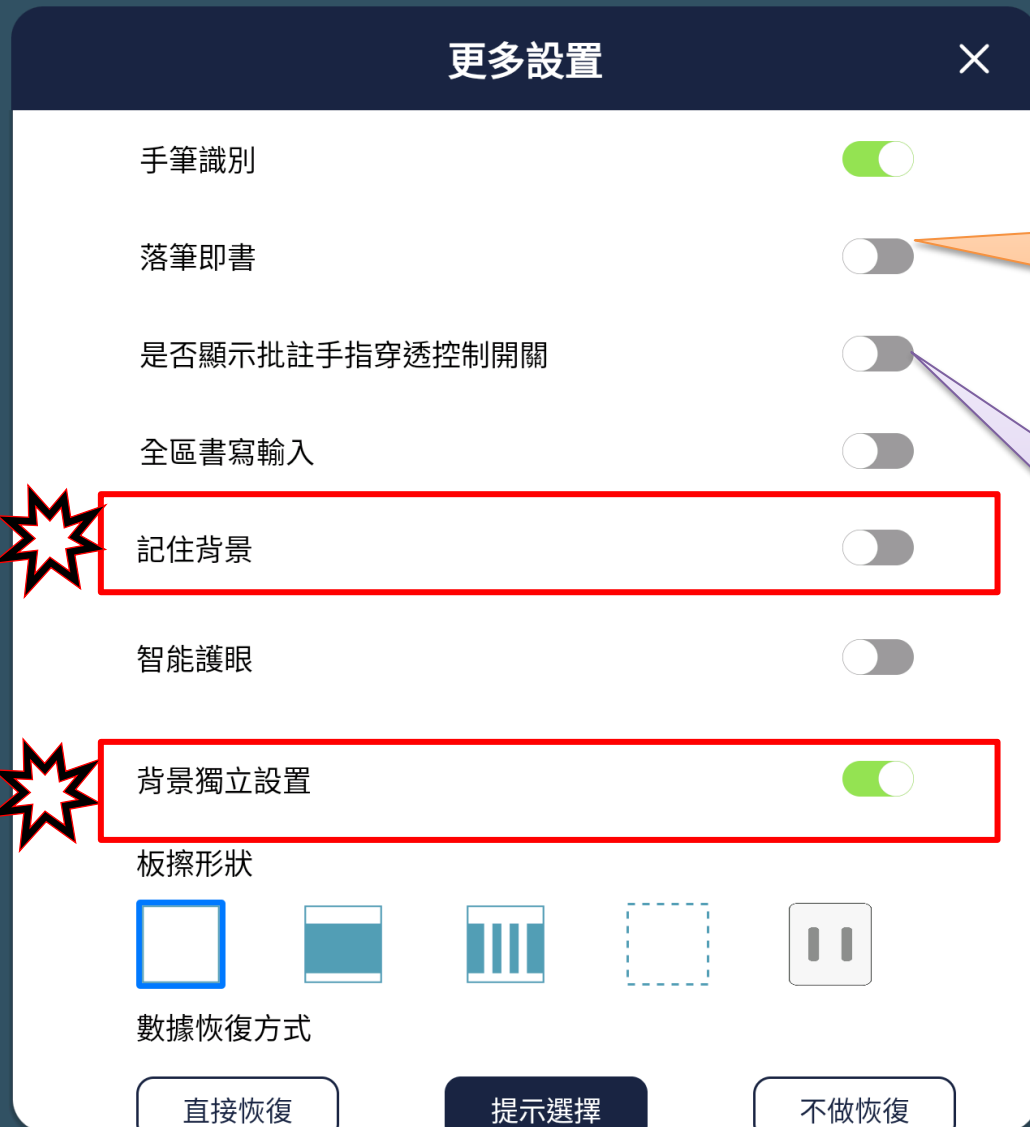 更多設置
手筆識別
落筆即書
是否顯示批註手指穿透控制開關
全區書寫輸入
記住背景
智能護眼
背景獨立設置
板擦形狀
數據恢復方式
直接恢復
提示選擇
不做恢復